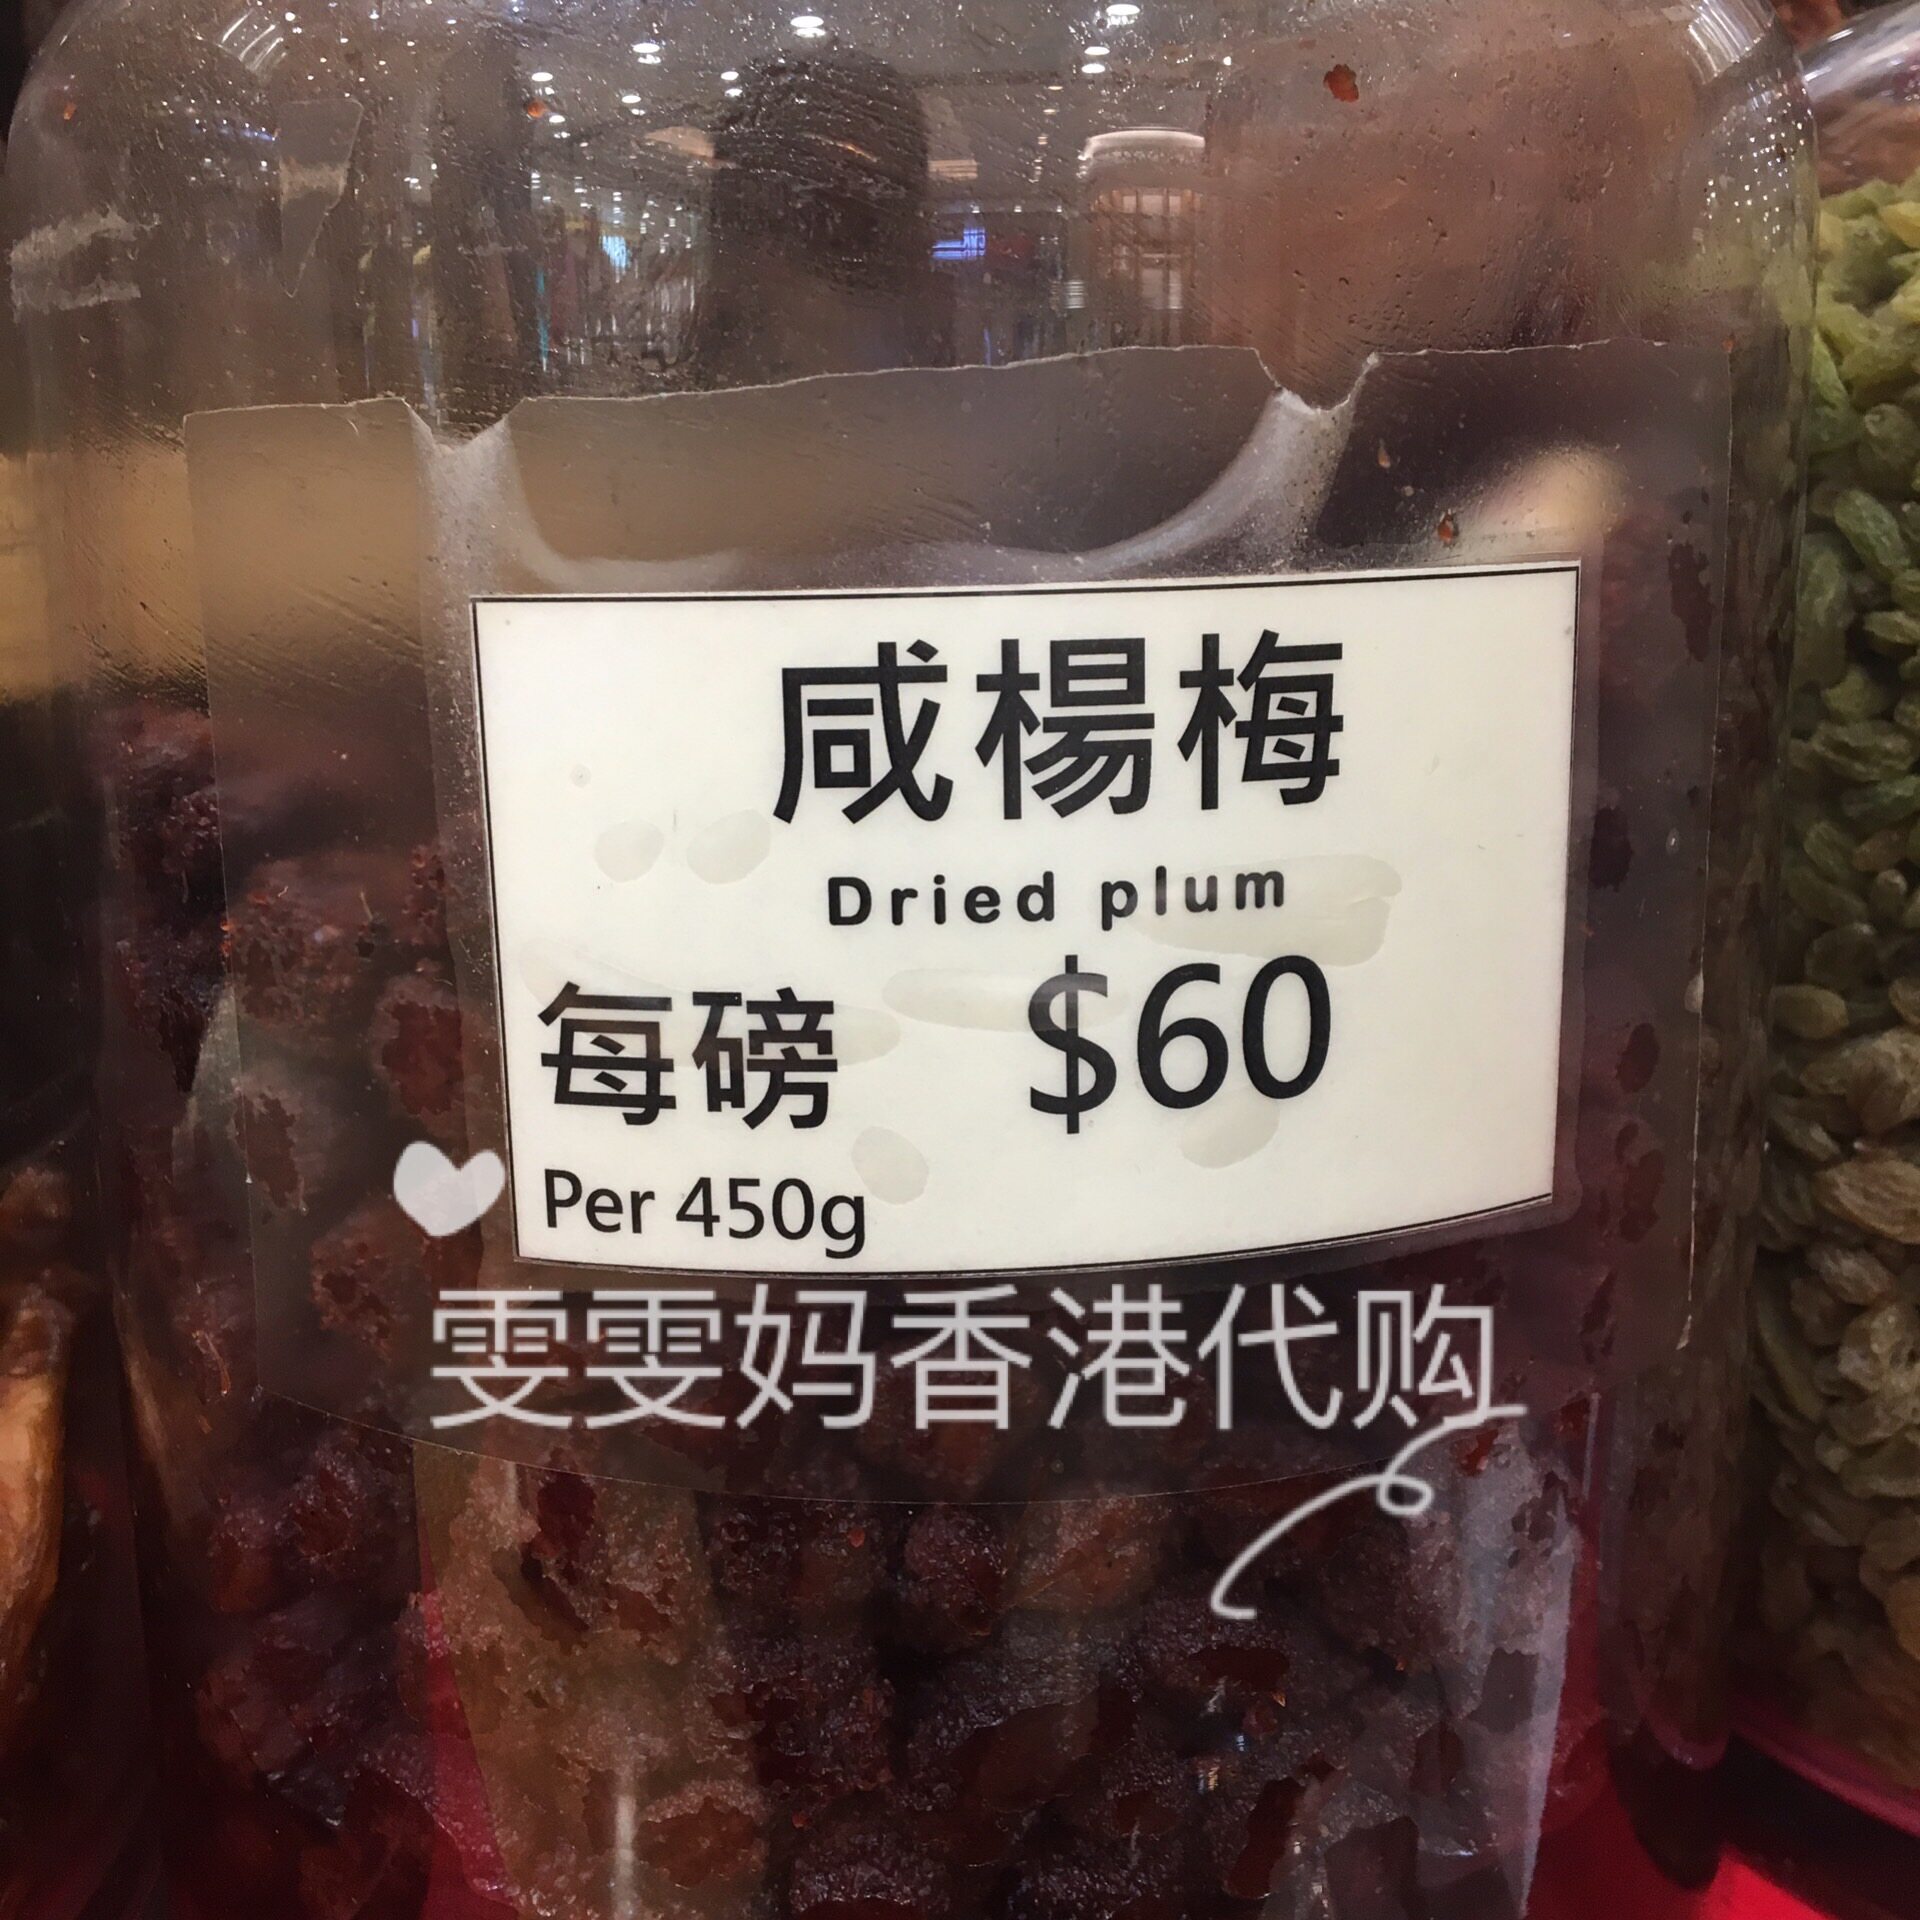 咸楊梅
Dried plum
每磅 $60
Per 450g
雯雯妈香港代购